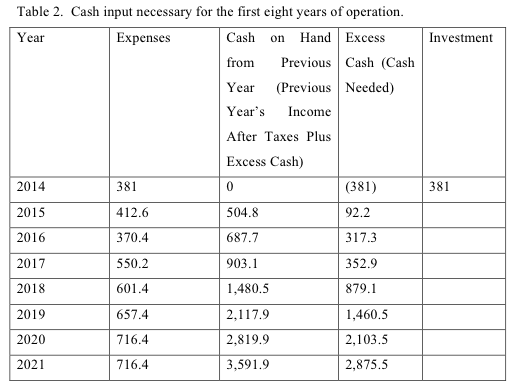 Table 2. Cash input necessary for the first eight years of operation.
Year Expenses Cash on Hand Excess Investment
from Previous Cash (Cash
Year (Previous Needed)
Year's Income
After Taxes Plus
Excess Cash)
2014 381 0 (381) 381
2015 412.6 504.8 92.2
2016 370.4 687.7 317.3
2017 550.2 903.1 352.9
2018 601.4 1,480.5 879.1
2019 657.4 2,117.9 1,460.5
2020 716.4 2,819.9 2,103.5
2021 716.4 3,591.9 2,875.5